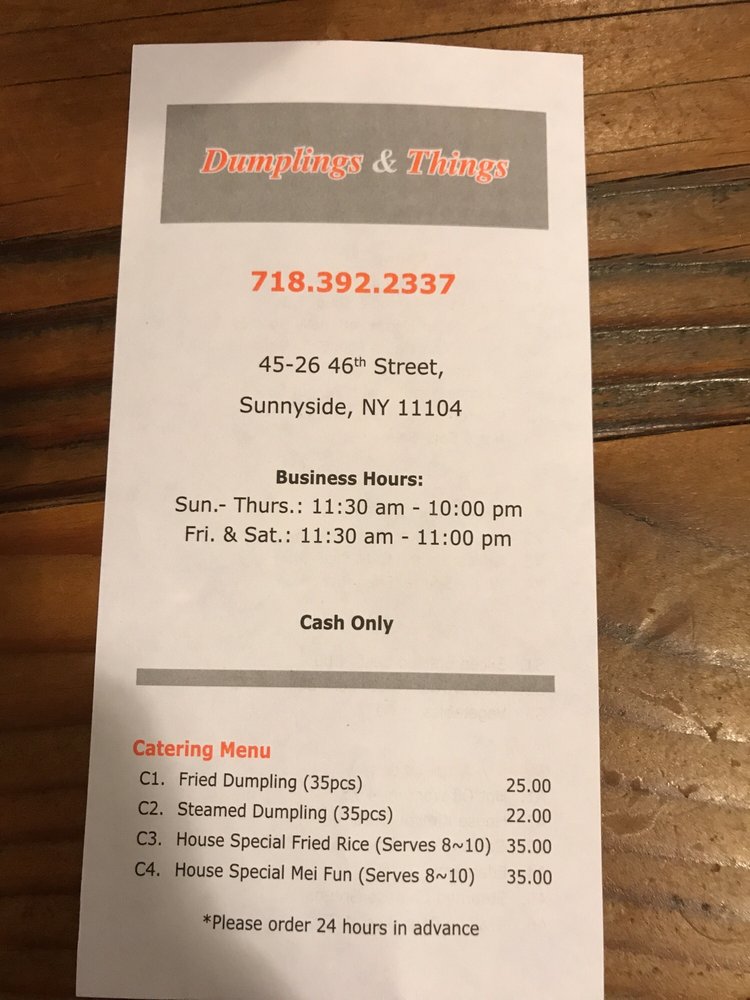 Dumplings & Things
718.392.2337
45-26 46th Street,
Sunnyside, NY 11104
Business Hours:
Sun.- Thurs.: 11:30 am - 10:00 pm
Fri. & Sat.: 11:30 am - 11:00 pm
Cash Only
Catering Menu
C1. Fried Dumpling (35pcs) 25.00
C2. Steamed Dumpling (35pcs) 22.00
C3. House Special Fried Rice (Serves 8~10) 35.00
C4. House Special Mei Fun (Serves 8~10) 35.00
*Please order 24 hours in advance